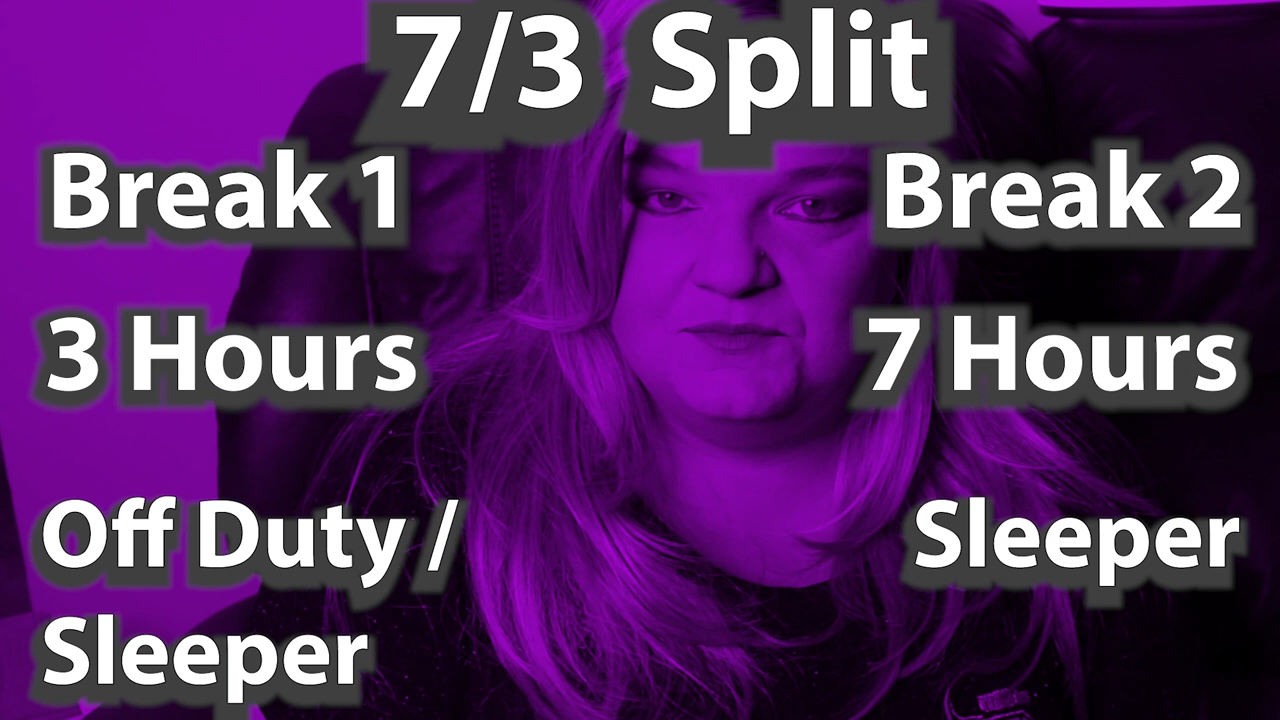 7/3 Split
Break 1
Break 2
3 Hours
7 Hours
Off Duty /
Sleeper
Sleeper